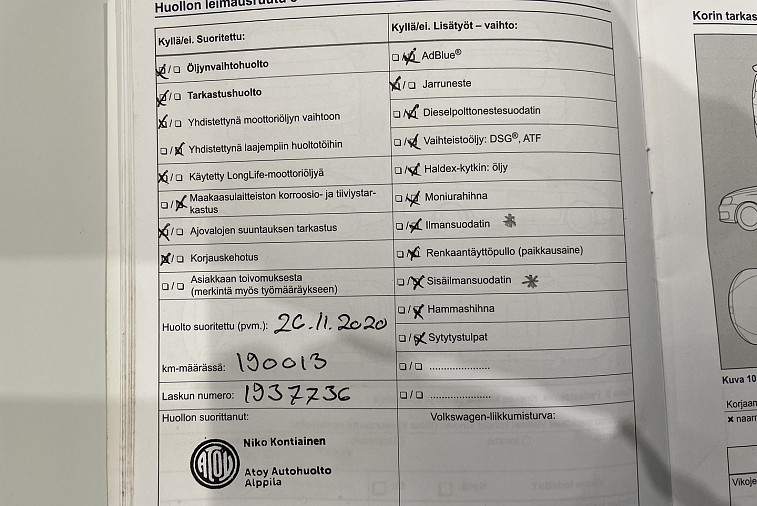 Huollon leimausruutu
Kyllä/ei. Suoritettu:
☒/☐ Öljynvaihtohuolto
☒/☐ Tarkastushuolto
☒/☐ Yhdistettynä moottoriöljyn vaihtoon
☐/☒ Yhdistettynä laajempiin huoltotöihin
☒/☐ Käytetty LongLife-moottoriöljyä
☐/☒ Maakaasulaitteiston korroosio- ja tiiviystar-
kastus
☒/☐ Ajovalojen suuntauksen tarkastus
☒/☐ Korjauskehotus
☐/☐ Asiakkaan toivomuksesta
(merkintä myös työmääräykseen)
Huolto suoritettu (pvm.): 26.11.2020
km-määrässä: 190013
Laskun numero: 1937736
Huollon suorittanut:
ATOY
Niko Kontiainen
Atoy Autohuolto
Alppila
Kyllä/ei. Lisätyöt – vaihto:
☐/☒ AdBlue®
☒/☐ Jarruneste
☐/☒ Dieselpolttonestesuodatin
☐/☒ Vaihteistoöljy: DSG®, ATF
☐/☒ Haldex-kytkin: öljy
☐/☒ Moniurahihna
☐/☒ Ilmansuodatin *
☐/☒ Renkaantäyttöpullo (paikkausaine)
☐/☒ Sisäilmansuodatin *
☐/☒ Hammashihna
☐/☒ Sytytystulpat
☐/☐ ......................
☐/☐ ......................
Volkswagen-liikkumisturva:
Korin tarkas
Kuva 10
Korjaan
× naarm
Vikoje